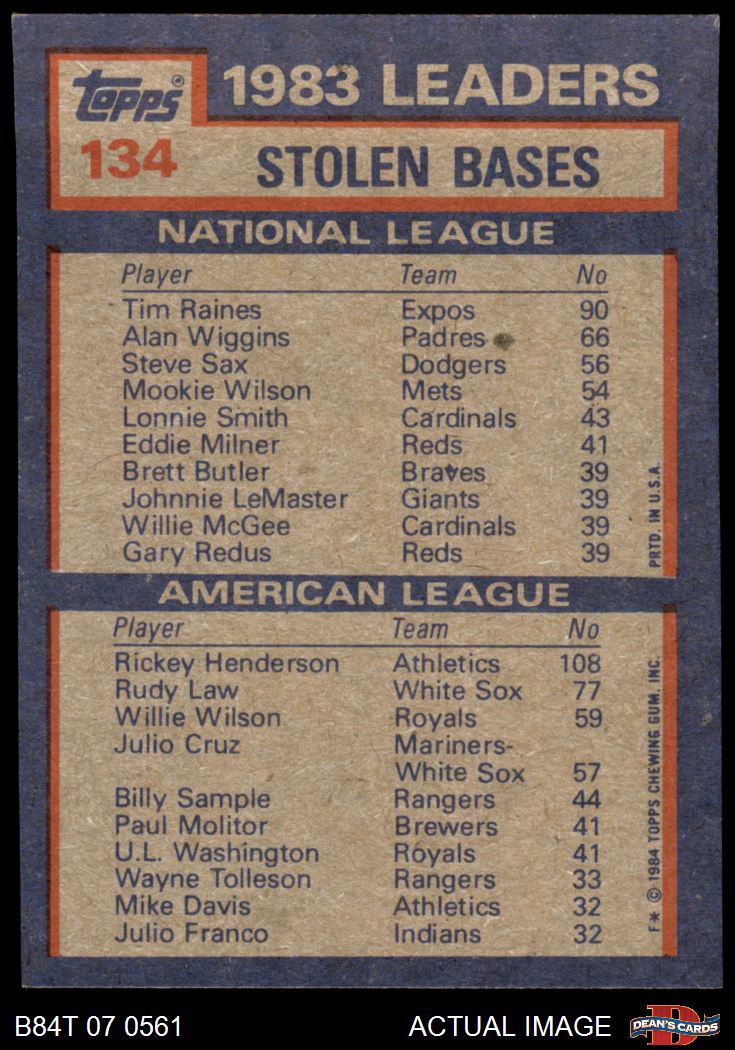 Topps®
134
1983 LEADERS
STOLEN BASES
NATIONAL LEAGUE
Player Team No
Tim Raines Expos 90
Alan Wiggins Padres 66
Steve Sax Dodgers 56
Mookie Wilson Mets 54
Lonnie Smith Cardinals 43
Eddie Milner Reds 41
Brett Butler Braves 39
Johnnie LeMaster Giants 39
Willie McGee Cardinals 39
Gary Redus Reds 39
PRTD. IN U.S.A.
AMERICAN LEAGUE
Player Team No
Rickey Henderson Athletics 108
Rudy Law White Sox 77
Willie Wilson Royals 59
Julio Cruz Mariners-
White Sox 57
Billy Sample Rangers 44
Paul Molitor Brewers 41
U.L. Washington Royals 41
Wayne Tolleson Rangers 33
Mike Davis Athletics 32
Julio Franco Indians 32
F* © 1984 TOPPS CHEWING GUM, INC.
B84T 07 0561 ACTUAL IMAGE
D
DEAN'S CARDS